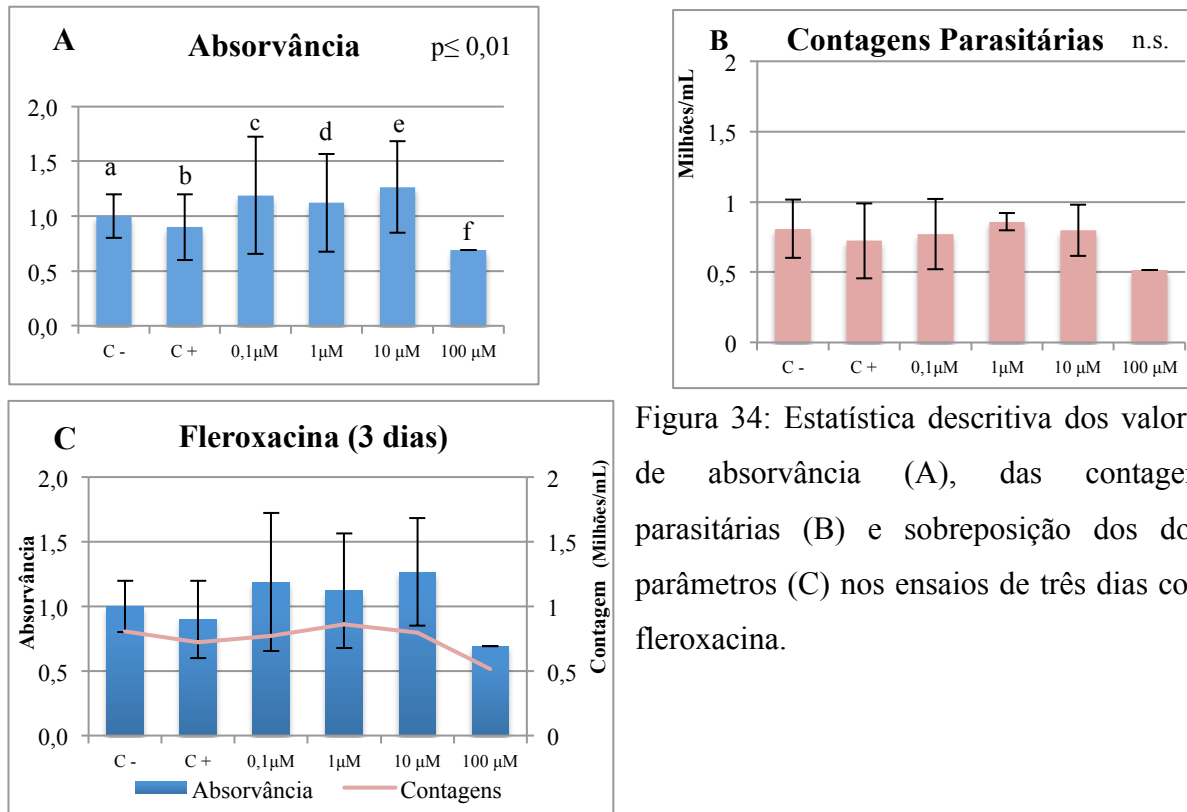 A
Absorvância
p≤ 0,01
2,0
1,5
1,0
0,5
0,0
a
b
c
d
e
f
C -
C +
0,1μM
1μM
10 μM
100 μM
B
Contagens Parasitárias
n.s.
Milhões/mL
2
1,5
1
0,5
0
C -
C +
0,1μM
1μM
10 μM
100 μM
C
Fleroxacina (3 dias)
Absorvância
2,0
1,5
1,0
0,5
0,0
2
1,5
1
0,5
0
Contagem (Milhões/mL)
C -
C +
0,1μM
1μM
10 μM
100 μM
Absorvância
Contagens
Figura 34: Estatística descritiva dos valor
de absorvância (A), das contage
parasitárias (B) e sobreposição dos do
parâmetros (C) nos ensaios de três dias co
fleroxacina.